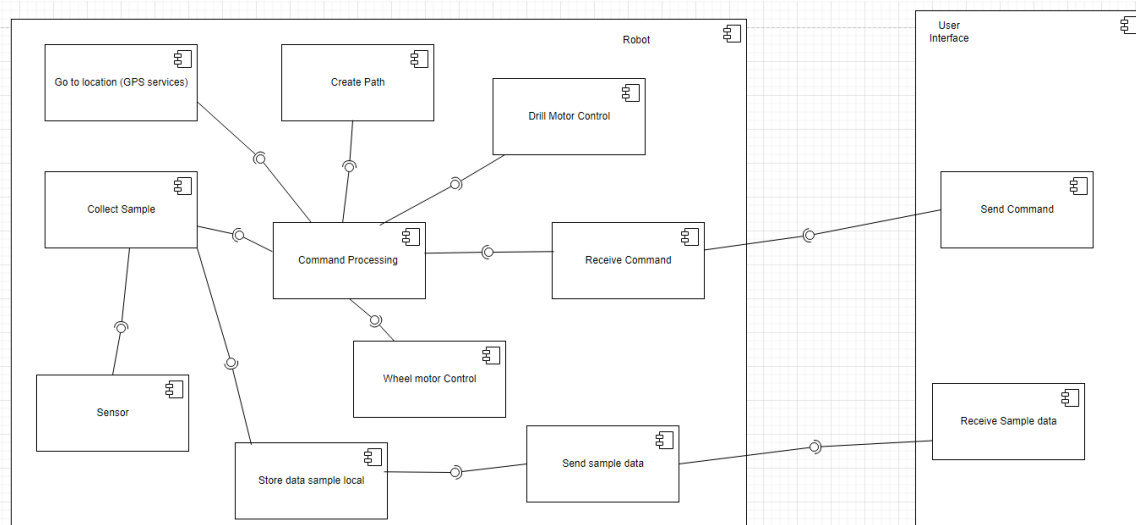 Robot
User
Interface
Go to location (GPS services)
Create Path
Drill Motor Control
Collect Sample
Send Command
Command Processing
Receive Command
Wheel motor Control
Sensor
Receive Sample data
Store data sample local
Send sample data